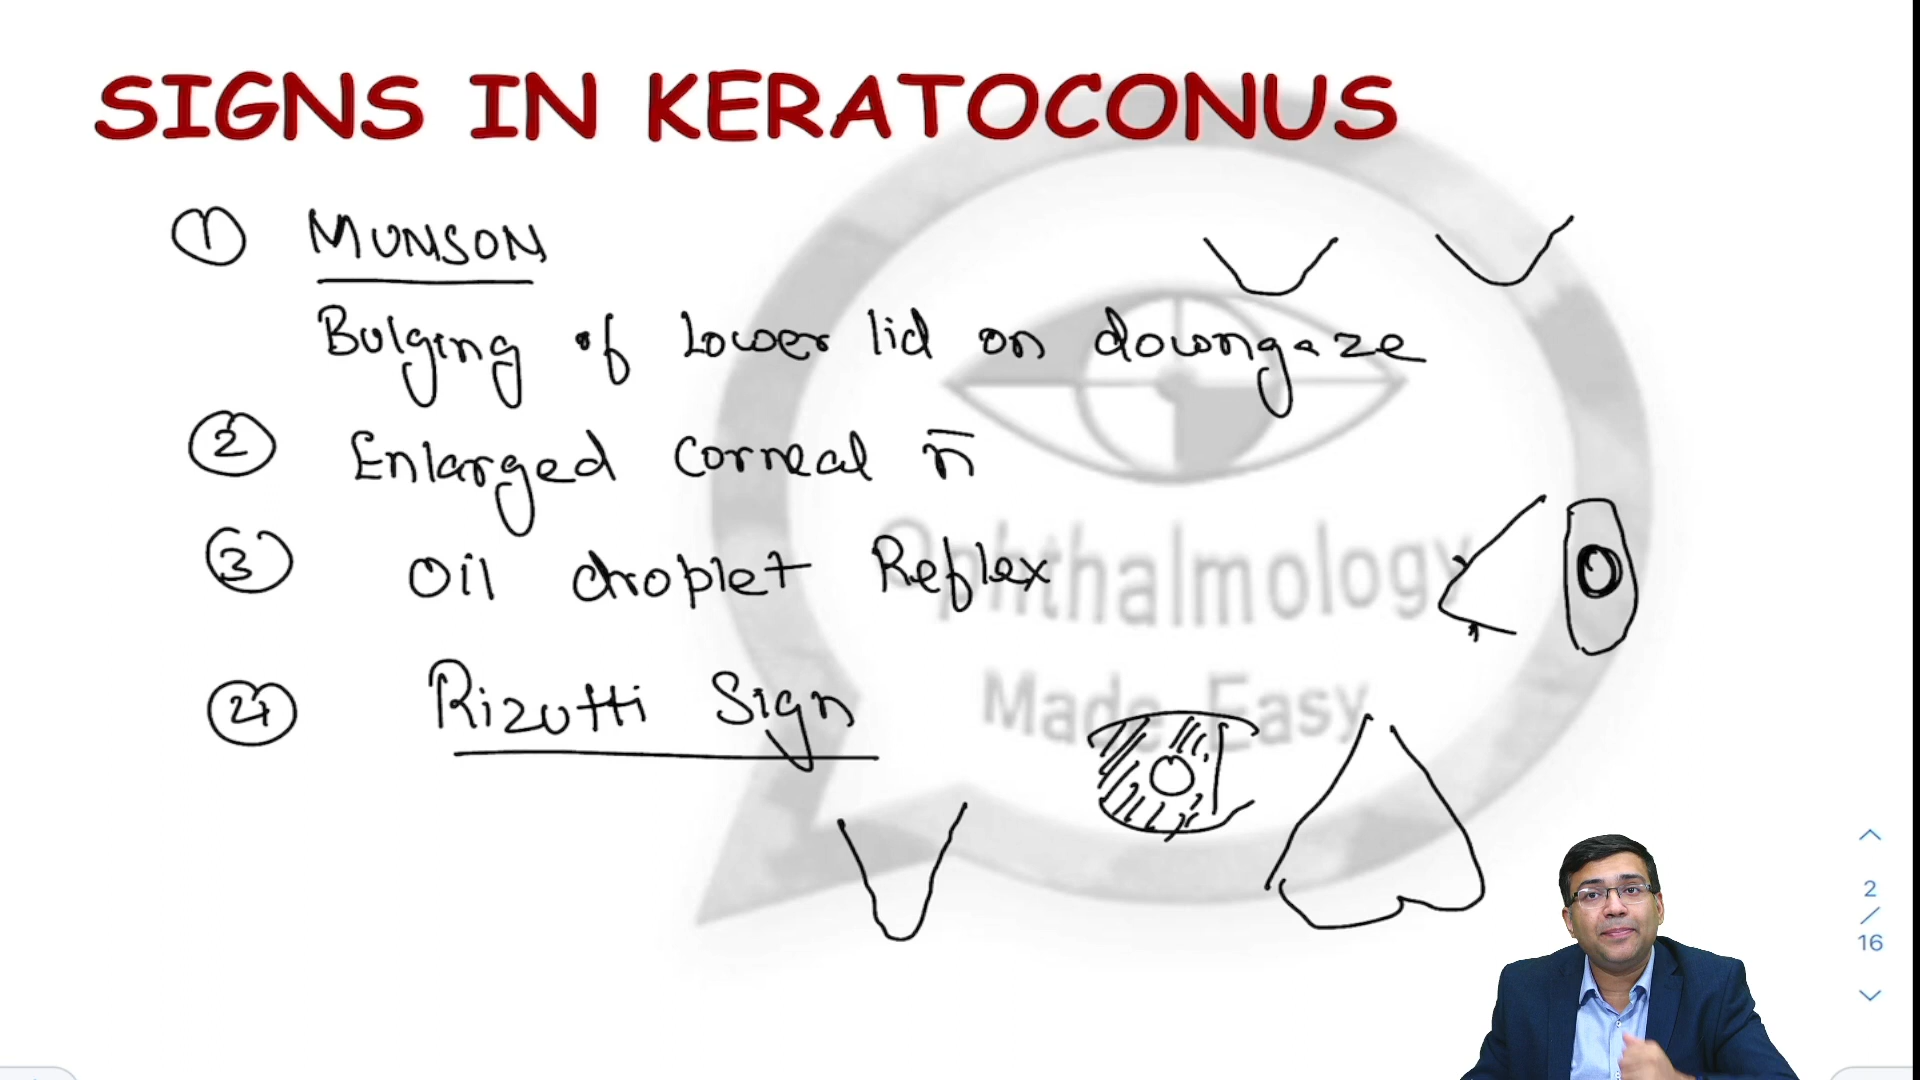 SIGNS IN KERATOCONUS
① MUNSON
Bulging of Lower lid on downgaze
② Enlarged corneal n̅
③ Oil droplet Reflex
④ Rizutti Sign
Ophthalmology
Made Easy
2
/
16